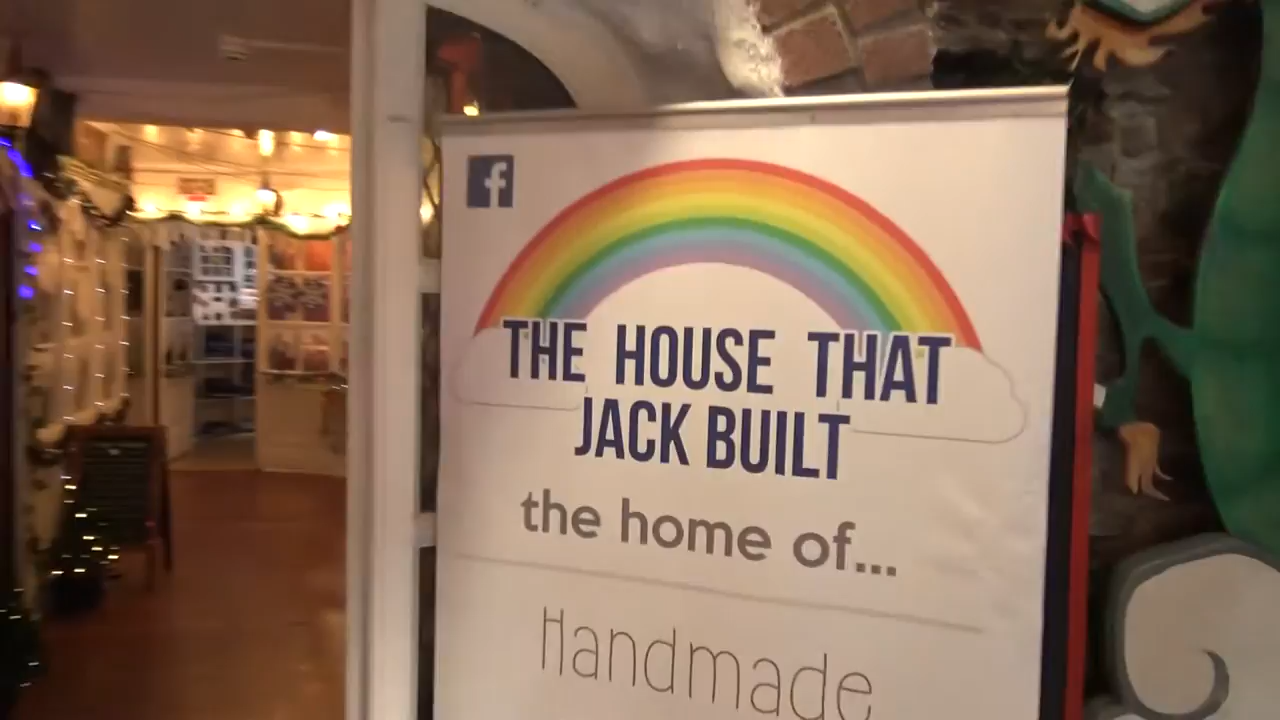 f
THE HOUSE THAT
JACK BUILT
the home of...
Handmade